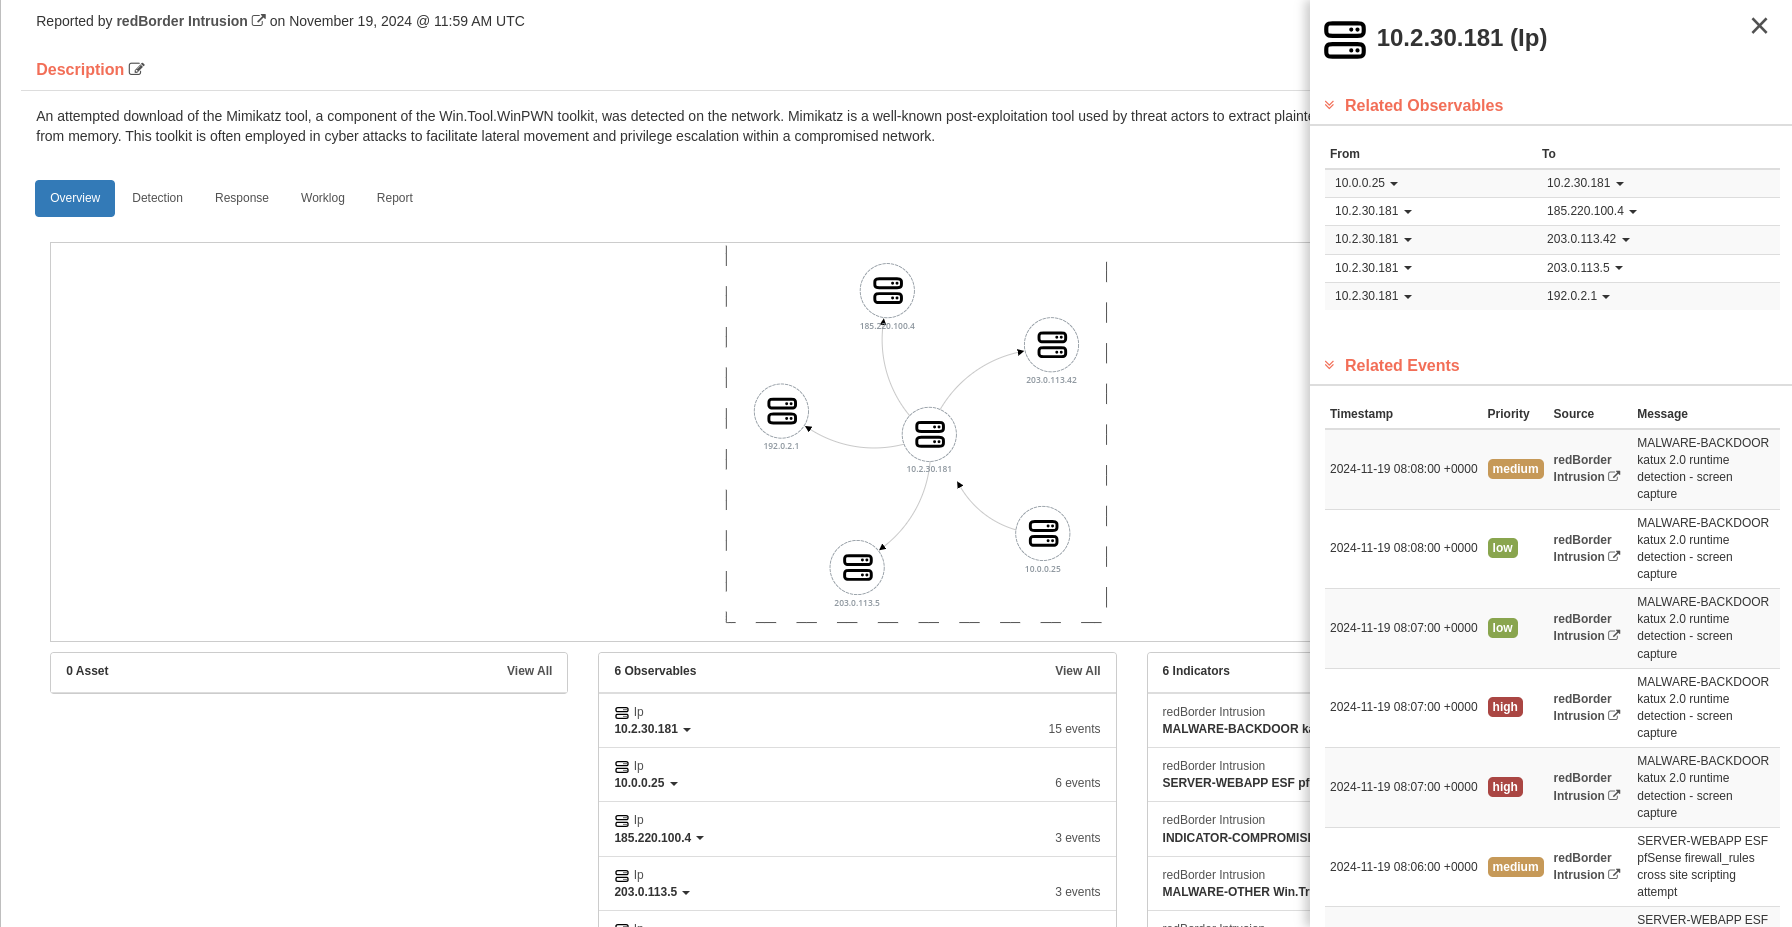 Reported by redBorder Intrusion on November 19, 2024 @ 11:59 AM UTC
Description
An attempted download of the Mimikatz tool, a component of the Win.Tool.WinPWN toolkit, was detected on the network. Mimikatz is a well-known post-exploitation tool used by threat actors to extract
from memory. This toolkit is often employed in cyber attacks to facilitate lateral movement and privilege escalation within a compromised network.
Overview Detection Response Worklog Report
185.220.100.4
203.0.113.42
192.0.2.1
10.2.30.181
10.0.0.25
203.0.113.5
0 Asset View All
6 Observables View All
Ip
10.2.30.181 15 events
Ip
10.0.0.25 6 events
Ip
185.220.100.4 3 events
Ip
203.0.113.5 3 events
6 Indicators
redBorder Intrusion
MALWARE-BACKDOOR
redBorder Intrusion
SERVER-WEBAPP ESF
redBorder Intrusion
redBorder Intrusion
MALWARE-OTHER
10.2.30.181 (Ip)
Related Observables
From To
10.0.0.25 10.2.30.181
10.2.30.181 185.220.100.4
10.2.30.181 203.0.113.42
10.2.30.181 203.0.113.5
10.2.30.181 192.0.2.1
Related Events
Timestamp Priority Source Message
2024-11-19 08:08:00 +0000 medium redBorder
Intrusion
MALWARE-BACKDOOR
katux 2.0 runtime
detection - screen
capture
2024-11-19 08:08:00 +0000 low redBorder
Intrusion
MALWARE-BACKDOOR
katux 2.0 runtime
detection - screen
capture
2024-11-19 08:07:00 +0000 low redBorder
Intrusion
MALWARE-BACKDOOR
katux 2.0 runtime
detection - screen
capture
2024-11-19 08:07:00 +0000 high redBorder
Intrusion
MALWARE-BACKDOOR
katux 2.0 runtime
detection - screen
capture
2024-11-19 08:07:00 +0000 high redBorder
Intrusion
MALWARE-BACKDOOR
katux 2.0 runtime
detection - screen
capture
2024-11-19 08:06:00 +0000 medium redBorder
Intrusion
SERVER-WEBAPP ESF
pfSense firewall_rules
cross site scripting
attempt
SERVER-WEBAPP ESF